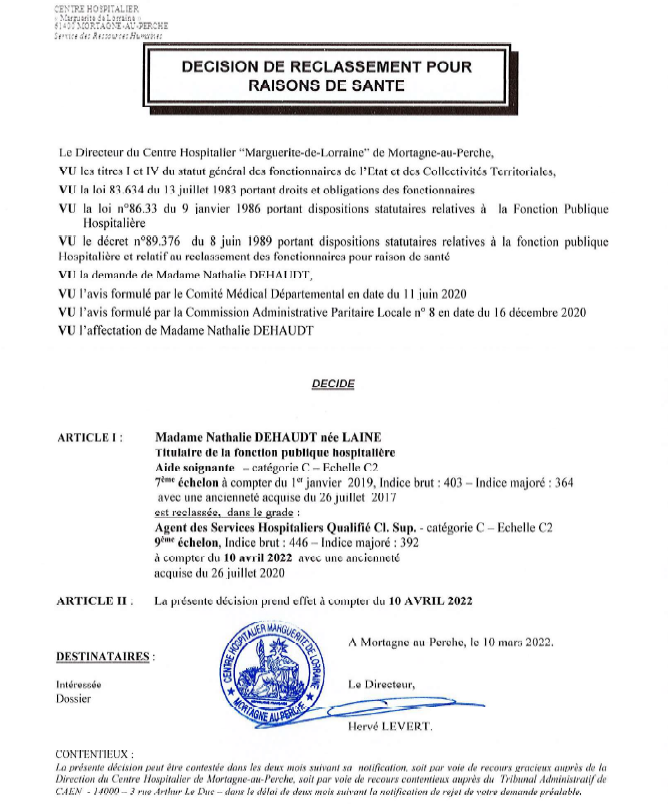 CENTRE HOSPITALIER
« Marguerite de Lorraine »
61400 MORTAGNE-AU-PERCHE
Service des Ressources Humaines
DECISION DE RECLASSEMENT POUR
RAISONS DE SANTE
Le Directeur du Centre Hospitalier “Marguerite-de-Lorraine” de Mortagne-au-Perche,
VU les titres I et IV du statut général des fonctionnaires de l’Etat et des Collectivités Territoriales,
VU la loi 83.634 du 13 juillet 1983 portant droits et obligations des fonctionnaires
VU la loi n°86.33 du 9 janvier 1986 portant dispositions statutaires relatives à la Fonction Publique
Hospitalière
VU le décret n°89.376 du 8 juin 1989 portant dispositions statutaires relatives à la fonction publique
Hospitalière et relatif au reclassement des fonctionnaires pour raison de santé
VU la demande de Madame Nathalie DEHAUDT,
VU l’avis formulé par le Comité Médical Départemental en date du 11 juin 2020
VU l’avis formulé par la Commission Administrative Paritaire Locale n° 8 en date du 16 décembre 2020
VU l’affectation de Madame Nathalie DEHAUDT
DECIDE
ARTICLE I : Madame Nathalie DEHAUDT née LAINE
Titulaire de la fonction publique hospitalière
Aide soignante – catégorie C – Echelle C2
7ème échelon à compter du 1er janvier 2019, Indice brut : 403 – Indice majoré : 364
avec une ancienneté acquise du 26 juillet 2017
est reclassée, dans le grade :
Agent des Services Hospitaliers Qualifié Cl. Sup. - catégorie C – Echelle C2
9ème échelon, Indice brut : 446 – Indice majoré : 392
à compter du 10 avril 2022 avec une ancienneté
acquise du 26 juillet 2020
ARTICLE II : La présente décision prend effet à compter du 10 AVRIL 2022
CENTRE HOSPITALIER MARGUERITE DE LORRAINE
MORTAGNE AU PERCHE
A Mortagne au Perche, le 10 mars 2022.
DESTINATAIRES :
Intéressée
Dossier
Le Directeur,
Hervé LEVERT.
CONTENTIEUX :
La présente décision peut être contestée dans les deux mois suivant sa notification, soit par voie de recours gracieux auprès de la
Direction du Centre Hospitalier de Mortagne-au-Perche, soit par voie de recours contentieux auprès du Tribunal Administratif de
CAEN - 14000 – 3 rue Arthur Le Duc – dans le délai de deux mois suivant la notification de rejet de votre demande préalable.